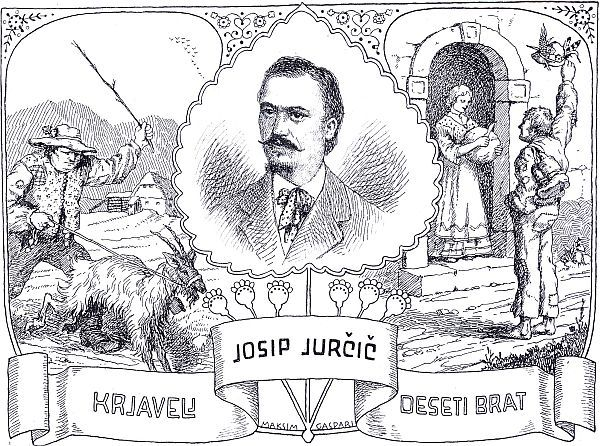 JOSIP JURČIČ
KRJAVELJ
DESETI BRAT
MAKSIM GASPARI